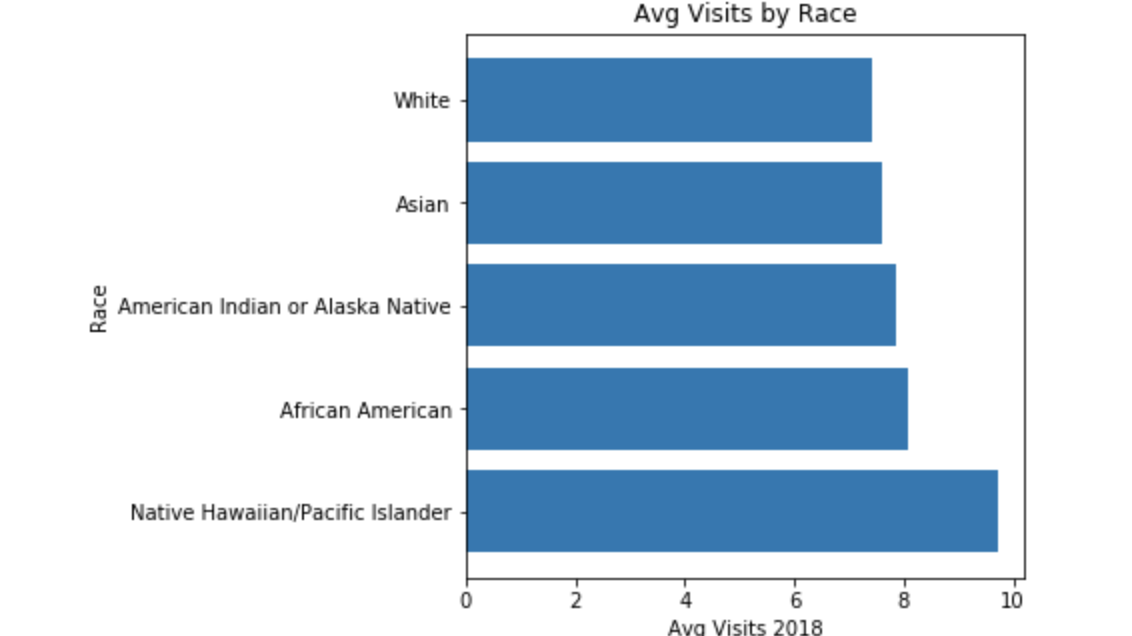 Avg Visits by Race
White
Asian
American Indian or Alaska Native
African American
Native Hawaiian/Pacific Islander
Race
0 2 4 6 8 10
Avg Visits 2018